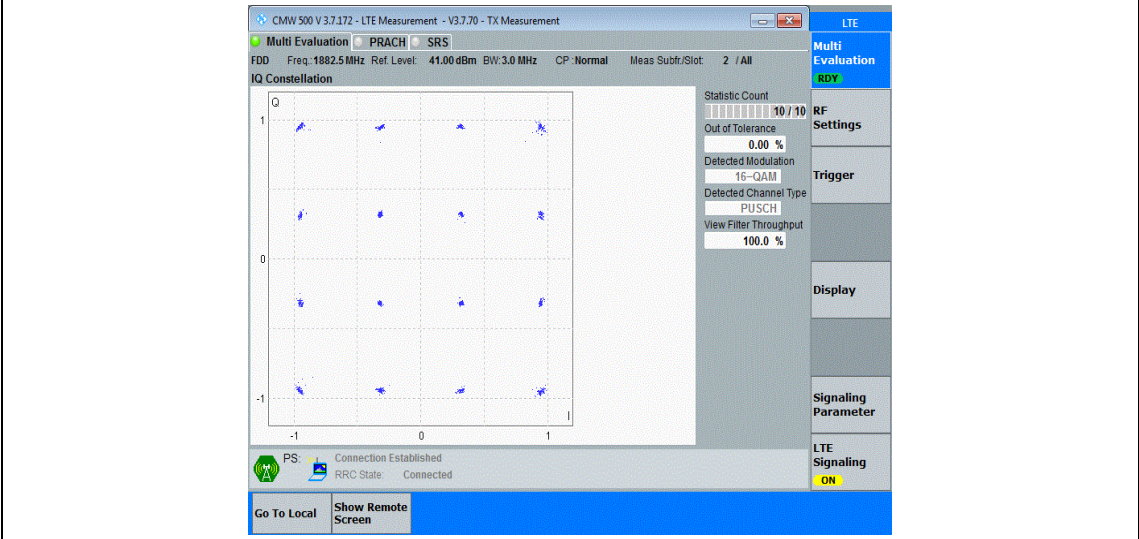 CMW 500 V 3.7.172 - LTE Measurement - V3.7.70 - TX Measurement
LTE
Multi Evaluation PRACH SRS
Multi
Evaluation
RDY
FDD Freq.:1882.5 MHz Ref. Level: 41.00 dBm BW:3.0 MHz CP :Normal Meas Subfr./Slot: 2 / All
IQ Constellation
Q
1
0
-1
-1 0 1
I
Statistic Count
10 / 10
Out of Tolerance
0.00 %
Detected Modulation
16-QAM
Detected Channel Type
PUSCH
View Filter Throughput
100.0 %
RF
Settings
Trigger
Display
Signaling
Parameter
LTE
Signaling
ON
PS: Connection Established
RRC State: Connected
Go To Local
Show Remote
Screen